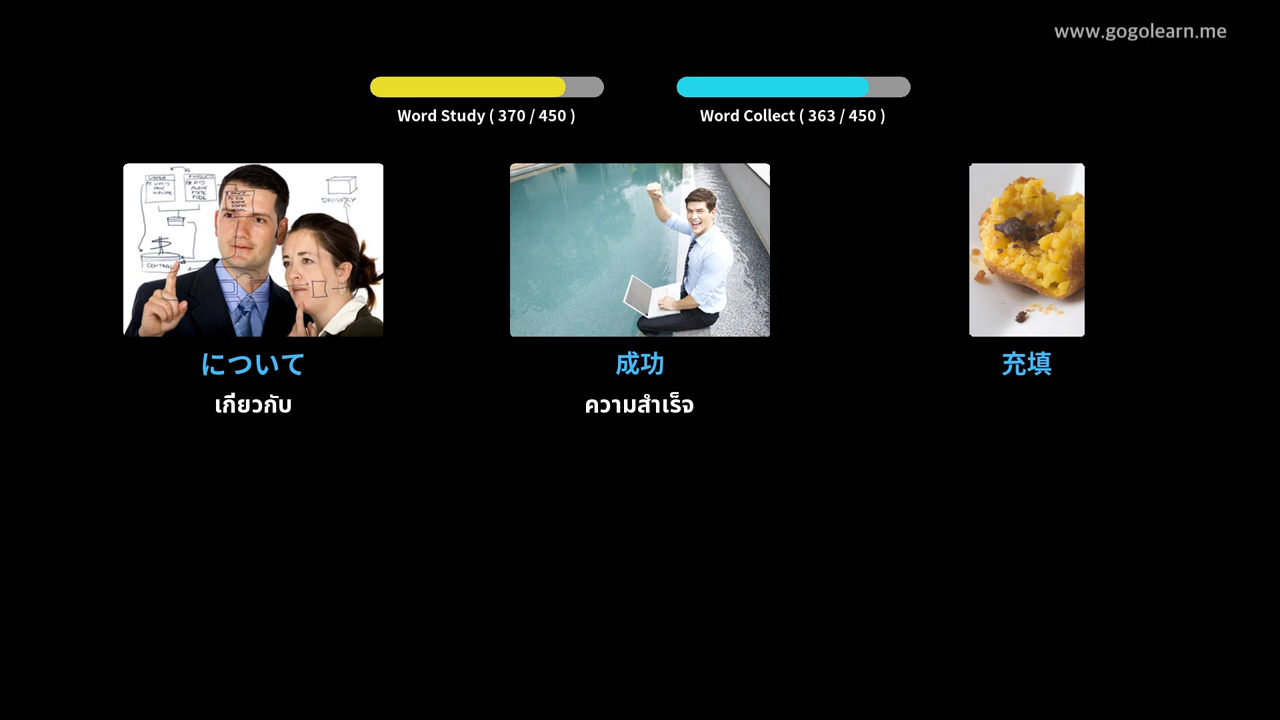 www.gogolearn.me
Word Study ( 370 / 450 )
Word Collect ( 363 / 450 )
DELIVERY
について
成功
充填
เกี่ยวกับ
ความสำเร็จ